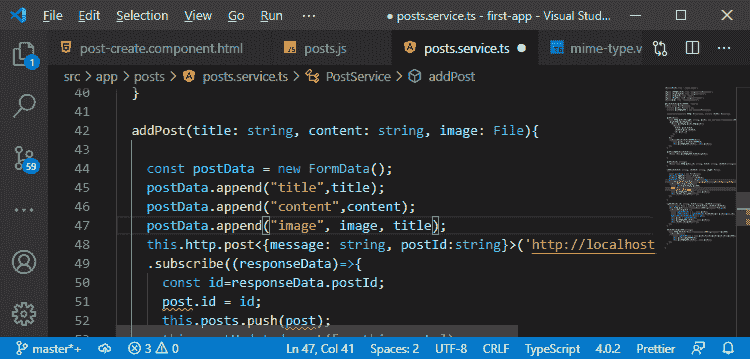 File Edit Selection View ··· posts.service.ts - first-app - Visual Stud...
post-create.component.html posts.js posts.service.ts mime-type.v
src > app > posts > posts.service.ts > PostService > addPost
1
59
40 }
41
42 addPost(title: string, content: string, image: File){
43
44 const postData = new FormData();
45 postData.append("title",title);
46 postData.append("content",content);
47 postData.append("image", image, title);
48 this.http.post<{message: string, postId:string}>('http://localhost
49 .subscribe((responseData)=>{
50 const id=responseData.postId;
51 post.id = id;
52 this.posts.push(post);
master*+ 3 0 Ln 47, Col 41 Spaces: 2 UTF-8 CRLF TypeScript 4.0.2 Prettier